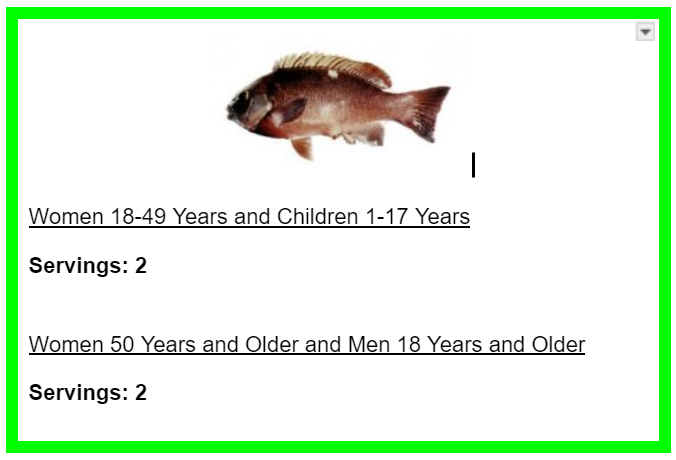 Women 18-49 Years and Children 1-17 Years
Servings: 2
Women 50 Years and Older and Men 18 Years and Older
Servings: 2